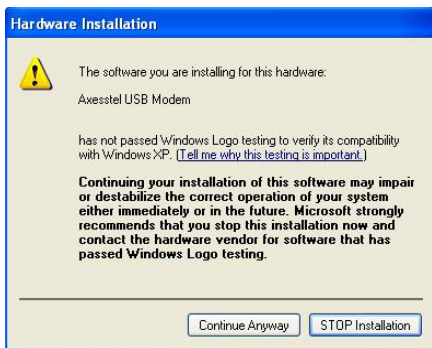 Hardware Installation
The software you are installing for this hardware:
Axesstel USB Modem
has not passed Windows Logo testing to verify its compatibility
with Windows XP. (Tell me why this testing is important.)
Continuing your installation of this software may impair
or destabilize the correct operation of your system
either immediately or in the future. Microsoft strongly
recommends that you stop this installation now and
contact the hardware vendor for software that has
passed Windows Logo testing.
Continue Anyway STOP Installation